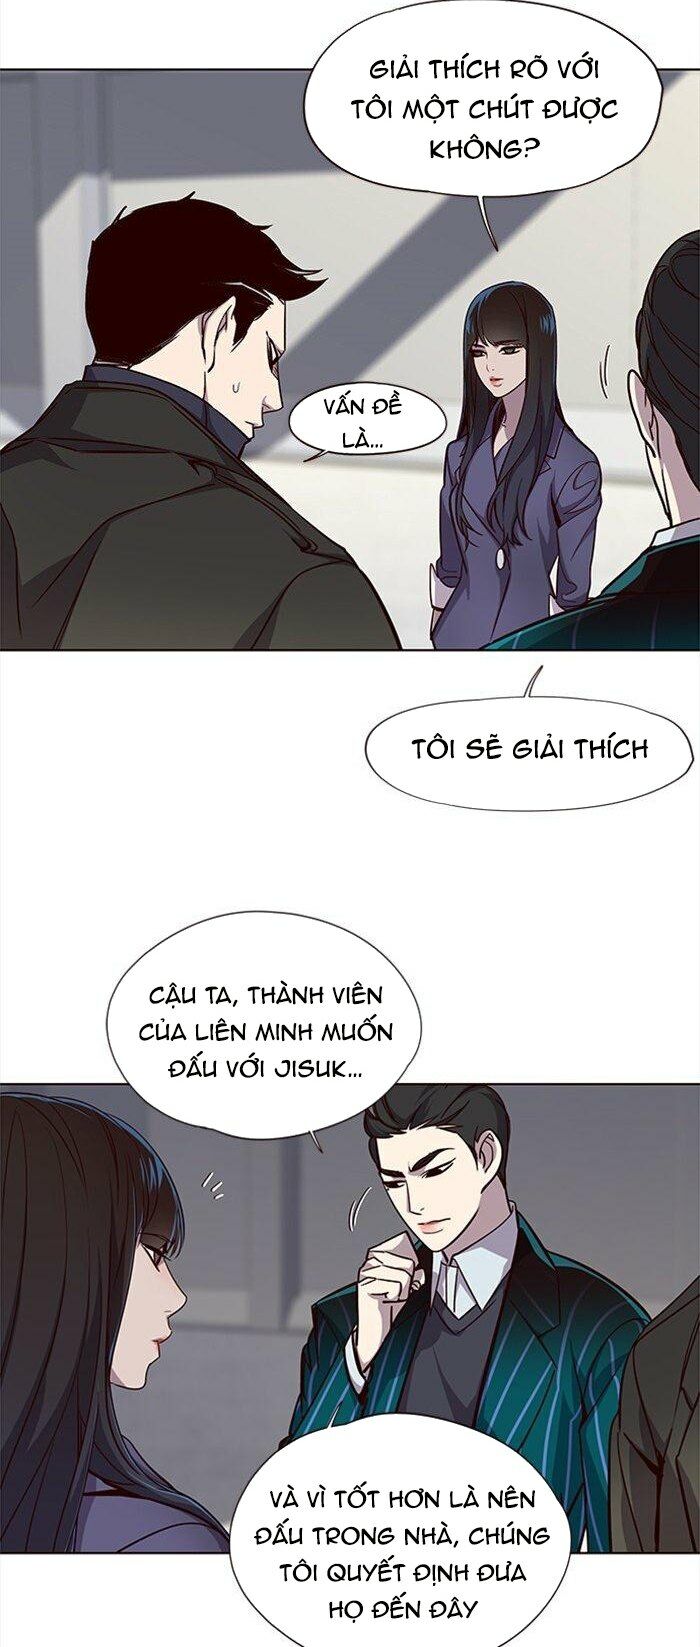 GIẢI THÍCH RÕ VỚI
TÔI MỘT CHÚT ĐƯỢC
KHÔNG?
VẤN ĐỀ
LÀ...
TÔI SẼ GIẢI THÍCH
CẬU TA, THÀNH VIÊN
CỦA LIÊN MINH MUỐN
ĐẤU VỚI JISUK...
VÀ VÌ TỐT HƠN LÀ NÊN
ĐẤU TRONG NHÀ, CHÚNG
TÔI QUYẾT ĐỊNH ĐƯA
HỌ ĐẾN ĐÂY